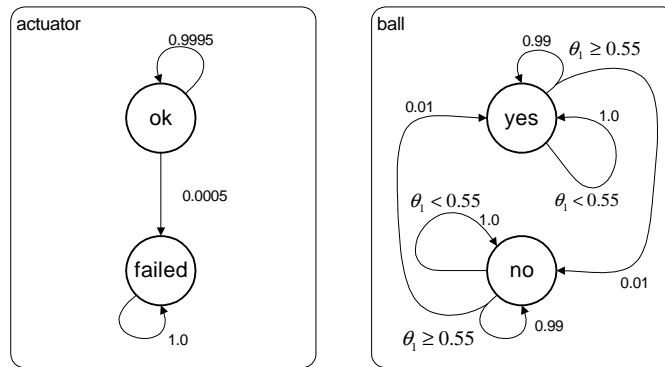 actuator
0.9995
ok
0.0005
failed
1.0
ball
0.99
θ₁ ≥ 0.55
0.01
yes
1.0
θ₁ < 0.55
θ₁ < 0.55
1.0
no
0.01
θ₁ ≥ 0.55
0.99